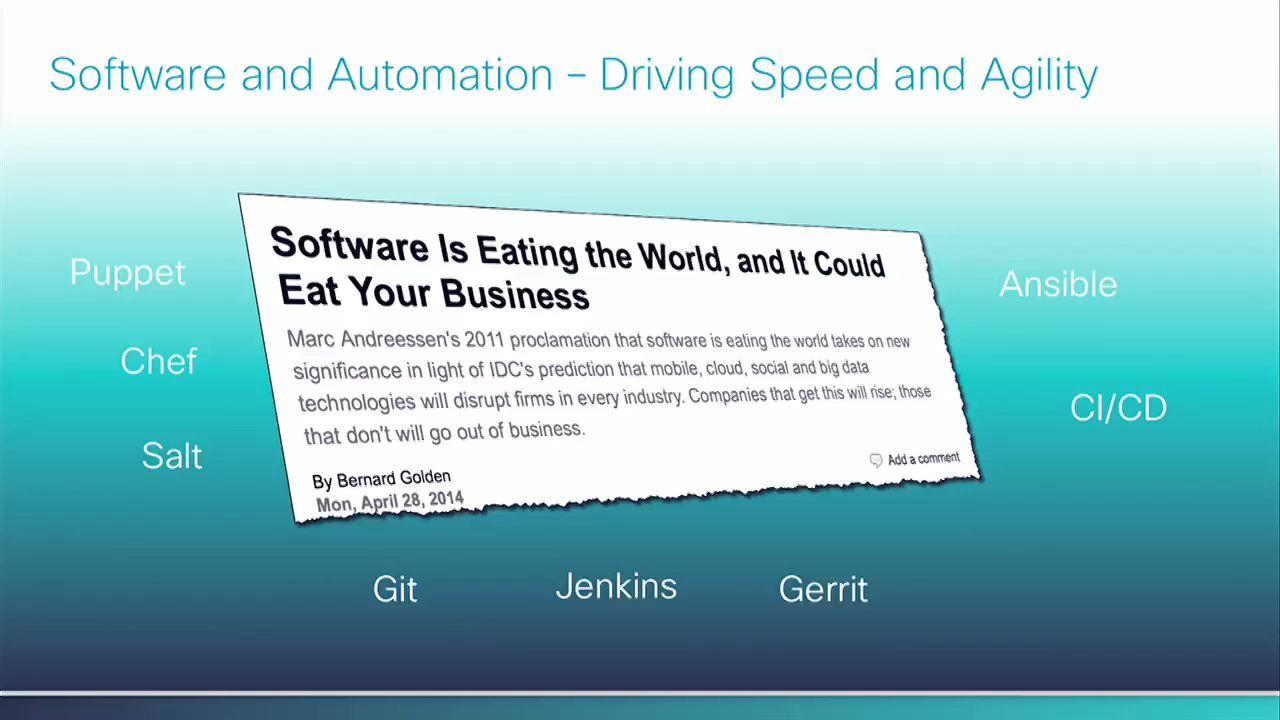 Software and Automation – Driving Speed and Agility
Software Is Eating the World, and It Could
Eat Your Business
Marc Andreessen's 2011 proclamation that software is eating the world takes on new
significance in light of IDC's prediction that mobile, cloud, social and big data
technologies will disrupt firms in every industry. Companies that get this will rise; those
that don't will go out of business.
By Bernard Golden
Mon, April 28, 2014
Add a comment
Puppet
Chef
Salt
Ansible
CI/CD
Git
Jenkins
Gerrit